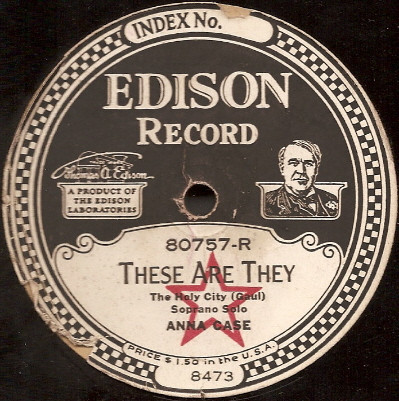 INDEX No.
EDISON
RECORD
Thomas A. Edison
A PRODUCT OF
THE EDISON
LABORATORIES
80757-R
THESE ARE THEY
The Holy City (Gaul)
Soprano Solo
ANNA CASE
PRICE $1.50 in the U.S.A.
8473